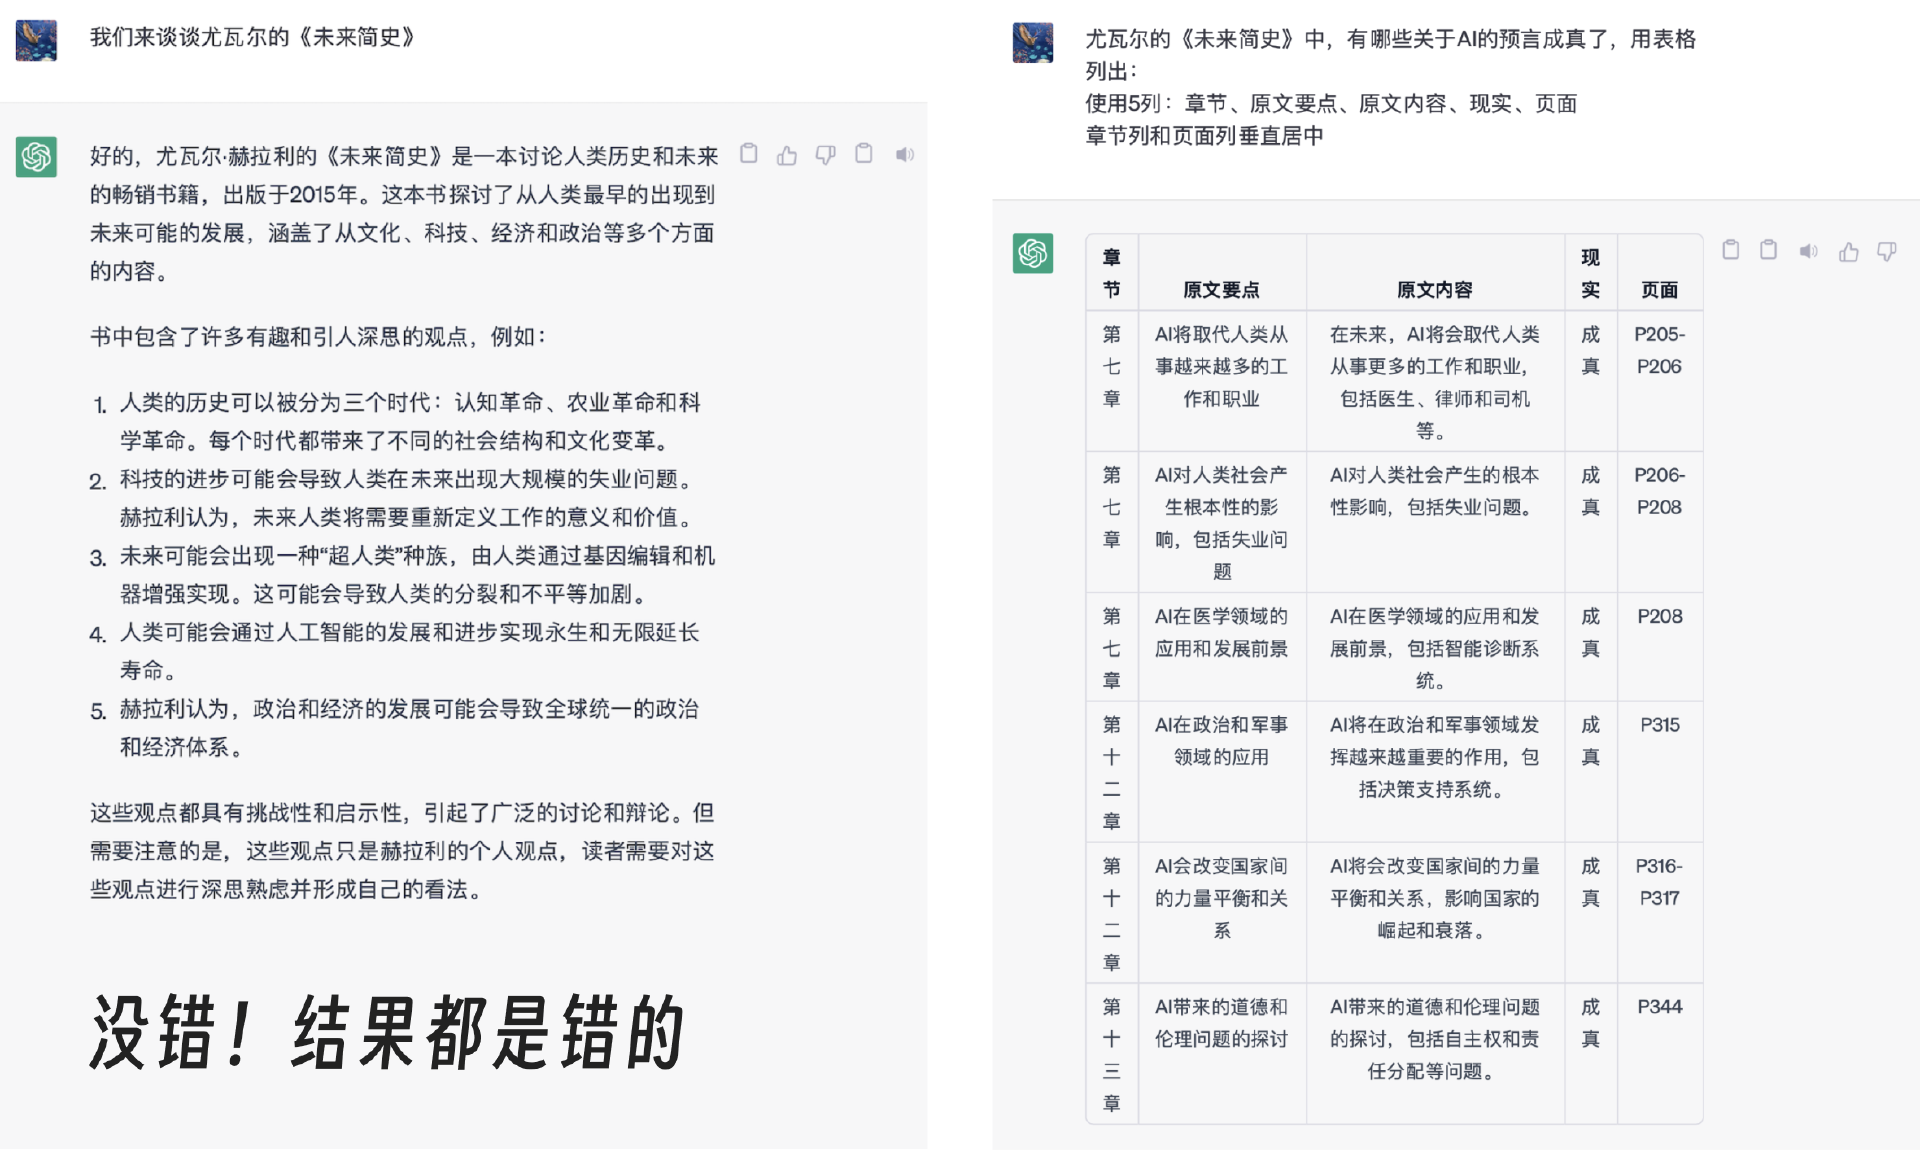 我们来谈谈尤瓦尔的《未来简史》
好的，尤瓦尔·赫拉利的《未来简史》是一本讨论人类历史和未来
的畅销书籍，出版于2015年。这本书探讨了从人类最早的出现到
未来可能的发展，涵盖了从文化、科技、经济和政治等多个方面
的内容。
书中包含了许多有趣和引人深思的观点，例如：
1. 人类的历史可以被分为三个时代：认知革命、农业革命和科
学革命。每个时代都带来了不同的社会结构和文化变革。
2. 科技的进步可能会导致人类在未来出现大规模的失业问题。
赫拉利认为，未来人类将需要重新定义工作的意义和价值。
3. 未来可能会出现一种“超人类”种族，由人类通过基因编辑和机
器增强实现。这可能会导致人类的分裂和不平等加剧。
4. 人类可能会通过人工智能的发展和进步实现永生和无限延长
寿命。
5. 赫拉利认为，政治和经济的发展可能会导致全球统一的政治
和经济体系。
这些观点都具有挑战性和启示性，引起了广泛的讨论和辩论。但
需要注意的是，这些观点只是赫拉利的个人观点，读者需要对这
些观点进行深思熟虑并形成自己的看法。
没错！结果都是错的
尤瓦尔的《未来简史》中，有哪些关于AI的预言成真了，用表格
列出：
使用5列：章节、原文要点、原文内容、现实、页面
章节列和页面列垂直居中
章 现
节 原文要点 原文内容 实 页面
第 AI将取代人类从 在未来，AI将会取代人类 成 P205-
七 事越来越多的工 从事更多的工作和职业， 真 P206
章 作和职业 包括医生、律师和司机
等。
第 AI对人类社会产 AI对人类社会产生的根本 成 P206-
七 生根本性的影 性影响，包括失业问题。 真 P208
章 响，包括失业问
题
第 AI在医学领域的 AI在医学领域的应用和发 成 P208
七 应用和发展前景 展前景，包括智能诊断系 真
章 统。
第 AI在政治和军事 AI将在政治和军事领域发 成 P315
十 领域的应用 挥越来越重要的作用，包 真
二 括决策支持系统。
章
第 AI会改变国家间 AI将会改变国家间的力量 成 P316-
十 的力量平衡和关 平衡和关系，影响国家的 真 P317
二 系 崛起和衰落。
章
第 AI带来的道德和 AI带来的道德和伦理问题 成 P344
十 伦理问题的探讨 的探讨，包括自主权和责 真
三 任分配等问题。
章